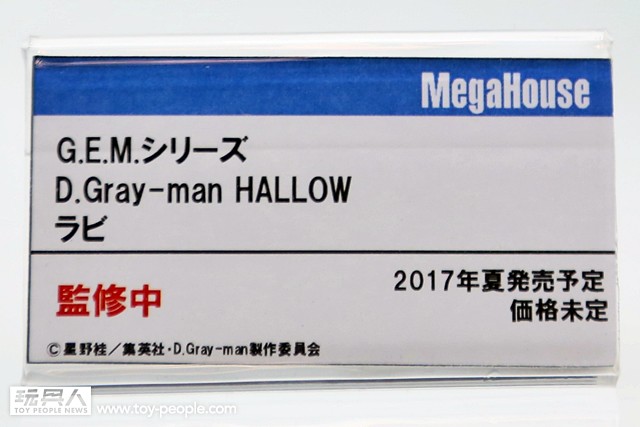 MegaHouse
G.E.M.シリーズ
D.Gray-man HALLOW
ラビ
監修中
2017年夏発売予定
価格未定
©星野桂／集英社・D.Gray-man製作委員会
玩具人
TOY PEOPLE NEWS
www.toy-people.com